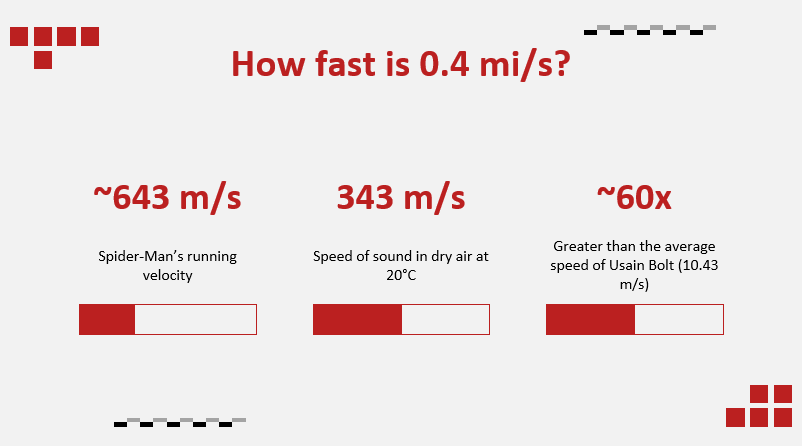 How fast is 0.4 mi/s?
~643 m/s
Spider-Man’s running
velocity
343 m/s
Speed of sound in dry air at
20°C
~60x
Greater than the average
speed of Usain Bolt (10.43
m/s)